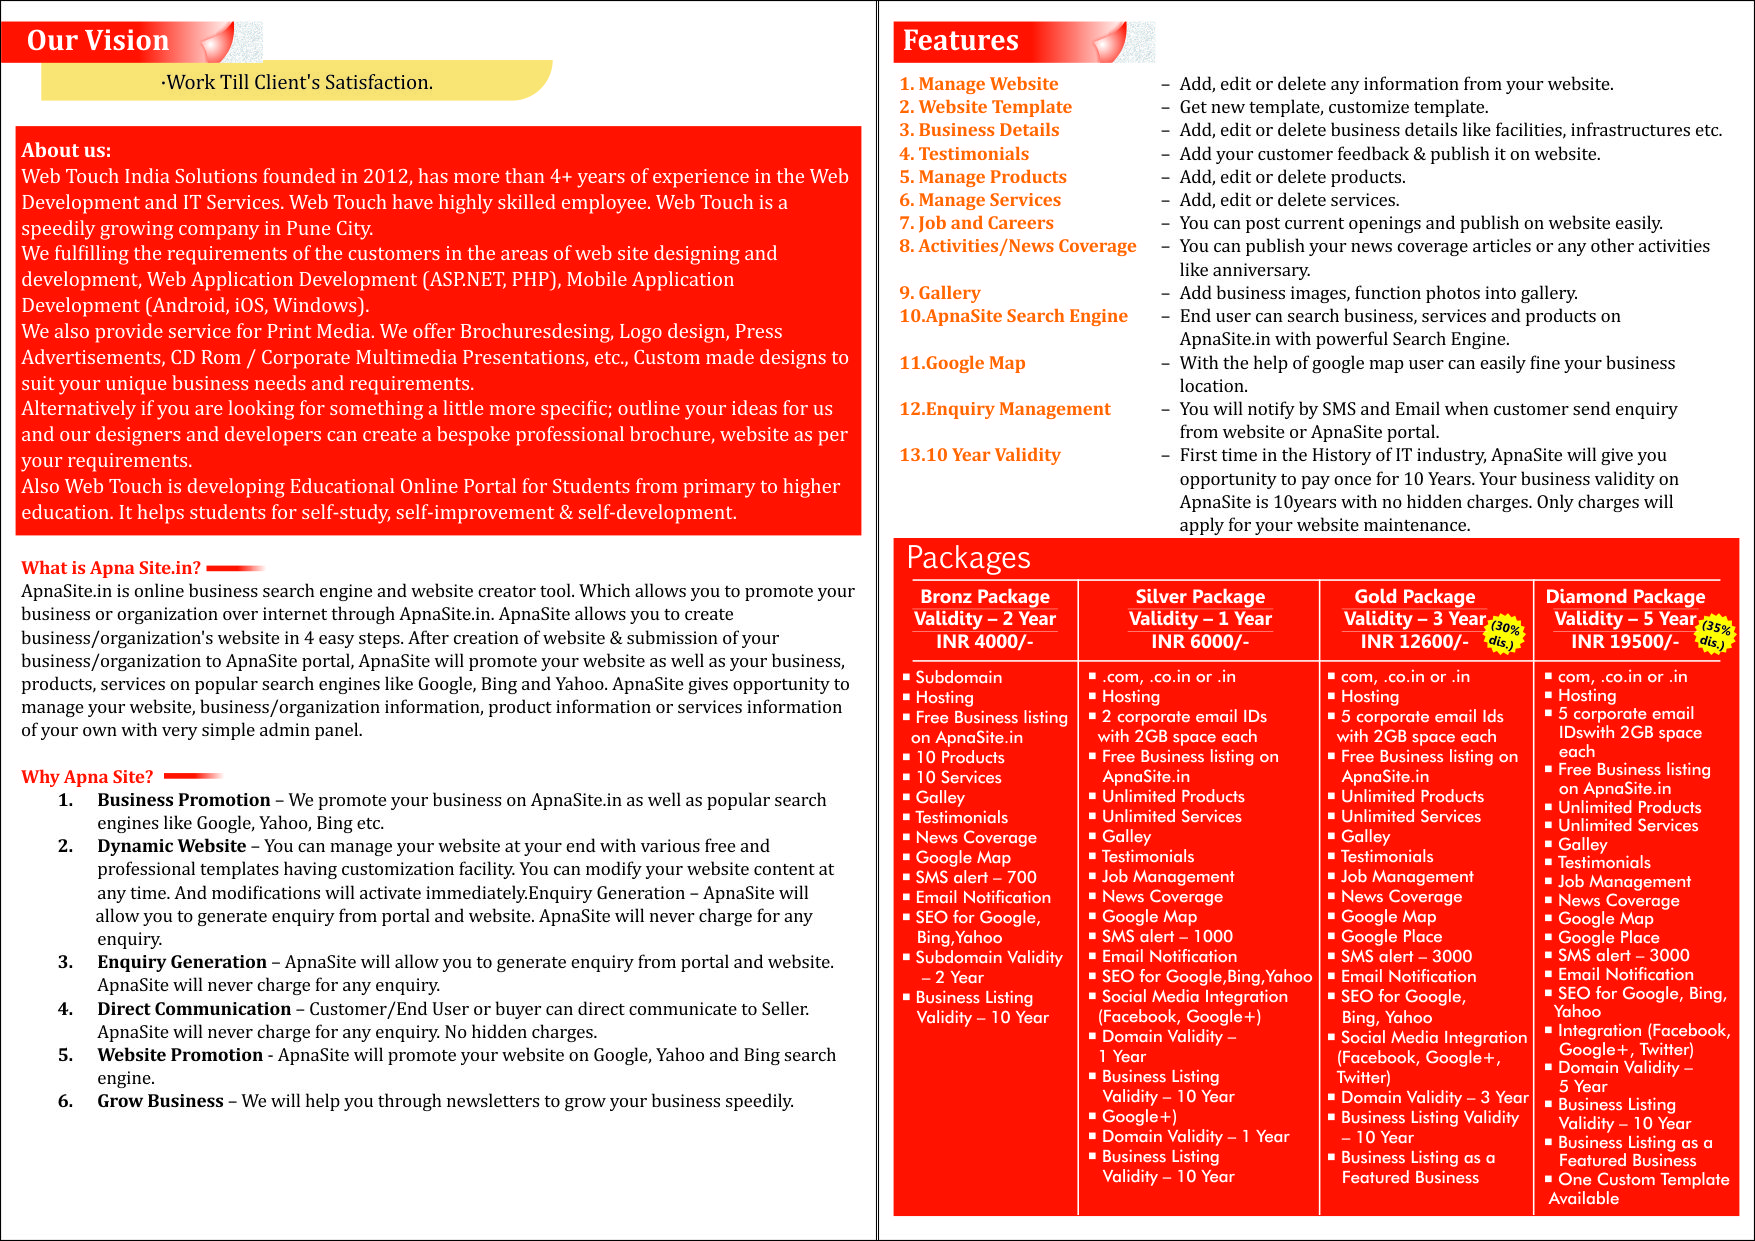 Our Vision
·Work Till Client's Satisfaction.
About us:
Web Touch India Solutions founded in 2012, has more than 4+ years of experience in the Web
Development and IT Services. Web Touch have highly skilled employee. Web Touch is a
speedily growing company in Pune City.
We fulfilling the requirements of the customers in the areas of web site designing and
development, Web Application Development (ASP.NET, PHP), Mobile Application
Development (Android, iOS, Windows).
We also provide service for Print Media. We offer Brochuresdesing, Logo design, Press
Advertisements, CD Rom / Corporate Multimedia Presentations, etc., Custom made designs to
suit your unique business needs and requirements.
Alternatively if you are looking for something a little more specific; outline your ideas for us
and our designers and developers can create a bespoke professional brochure, website as per
your requirements.
Also Web Touch is developing Educational Online Portal for Students from primary to higher
education. It helps students for self-study, self-improvement & self-development.
What is Apna Site.in?
ApnaSite.in is online business search engine and website creator tool. Which allows you to promote your
business or organization over internet through ApnaSite.in. ApnaSite allows you to create
business/organization's website in 4 easy steps. After creation of website & submission of your
business/organization to ApnaSite portal, ApnaSite will promote your website as well as your business,
products, services on popular search engines like Google, Bing and Yahoo. ApnaSite gives opportunity to
manage your website, business/organization information, product information or services information
of your own with very simple admin panel.
Why Apna Site?
1. Business Promotion – We promote your business on ApnaSite.in as well as popular search
engines like Google, Yahoo, Bing etc.
2. Dynamic Website – You can manage your website at your end with various free and
professional templates having customization facility. You can modify your website content at
any time. And modifications will activate immediately.Enquiry Generation – ApnaSite will
allow you to generate enquiry from portal and website. ApnaSite will never charge for any
enquiry.
3. Enquiry Generation – ApnaSite will allow you to generate enquiry from portal and website.
ApnaSite will never charge for any enquiry.
4. Direct Communication – Customer/End User or buyer can direct communicate to Seller.
ApnaSite will never charge for any enquiry. No hidden charges.
5. Website Promotion - ApnaSite will promote your website on Google, Yahoo and Bing search
engine.
6. Grow Business – We will help you through newsletters to grow your business speedily.
Features
1. Manage Website – Add, edit or delete any information from your website.
2. Website Template – Get new template, customize template.
3. Business Details – Add, edit or delete business details like facilities, infrastructures etc.
4. Testimonials – Add your customer feedback & publish it on website.
5. Manage Products – Add, edit or delete products.
6. Manage Services – Add, edit or delete services.
7. Job and Careers – You can post current openings and publish on website easily.
8. Activities/News Coverage – You can publish your news coverage articles or any other activities
like anniversary.
9. Gallery – Add business images, function photos into gallery.
10.ApnaSite Search Engine – End user can search business, services and products on
ApnaSite.in with powerful Search Engine.
11.Google Map – With the help of google map user can easily fine your business
location.
12.Enquiry Management – You will notify by SMS and Email when customer send enquiry
from website or ApnaSite portal.
13.10 Year Validity – First time in the History of IT industry, ApnaSite will give you
opportunity to pay once for 10 Years. Your business validity on
ApnaSite is 10years with no hidden charges. Only charges will
apply for your website maintenance.
Packages
Bronz Package
Validity – 2 Year
INR 4000/-
▪ Subdomain
▪ Hosting
▪ Free Business listing
on ApnaSite.in
▪ 10 Products
▪ 10 Services
▪ Galley
▪ Testimonials
▪ News Coverage
▪ Google Map
▪ SMS alert – 700
▪ Email Notification
▪ SEO for Google,
Bing,Yahoo
▪ Subdomain Validity
– 2 Year
▪ Business Listing
Validity – 10 Year
Silver Package
Validity – 1 Year
INR 6000/-
▪ .com, .co.in or .in
▪ Hosting
▪ 2 corporate email IDs
with 2GB space each
▪ Free Business listing on
ApnaSite.in
▪ Unlimited Products
▪ Unlimited Services
▪ Galley
▪ Testimonials
▪ Job Management
▪ News Coverage
▪ Google Map
▪ SMS alert – 1000
▪ Email Notification
▪ SEO for Google,Bing,Yahoo
▪ Social Media Integration
(Facebook, Google+)
▪ Domain Validity –
1 Year
▪ Business Listing
Validity – 10 Year
▪ Google+)
▪ Domain Validity – 1 Year
▪ Business Listing
Validity – 10 Year
Gold Package
Validity – 3 Year
INR 12600/-
(30%
dis.)
▪ com, .co.in or .in
▪ Hosting
▪ 5 corporate email Ids
with 2GB space each
▪ Free Business listing on
ApnaSite.in
▪ Unlimited Products
▪ Unlimited Services
▪ Galley
▪ Testimonials
▪ Job Management
▪ News Coverage
▪ Google Map
▪ Google Place
▪ SMS alert – 3000
▪ Email Notification
▪ SEO for Google,
Bing, Yahoo
▪ Social Media Integration
(Facebook, Google+,
Twitter)
▪ Domain Validity – 3 Year
▪ Business Listing Validity
– 10 Year
▪ Business Listing as a
Featured Business
Diamond Package
Validity – 5 Year
INR 19500/-
(35%
dis.)
▪ com, .co.in or .in
▪ Hosting
▪ 5 corporate email
IDswith 2GB space
each
▪ Free Business listing
on ApnaSite.in
▪ Unlimited Products
▪ Unlimited Services
▪ Galley
▪ Testimonials
▪ Job Management
▪ News Coverage
▪ Google Map
▪ Google Place
▪ SMS alert – 3000
▪ Email Notification
▪ SEO for Google, Bing,
Yahoo
▪ Integration (Facebook,
Google+, Twitter)
▪ Domain Validity –
5 Year
▪ Business Listing
Validity – 10 Year
▪ Business Listing as a
Featured Business
▪ One Custom Template
Available